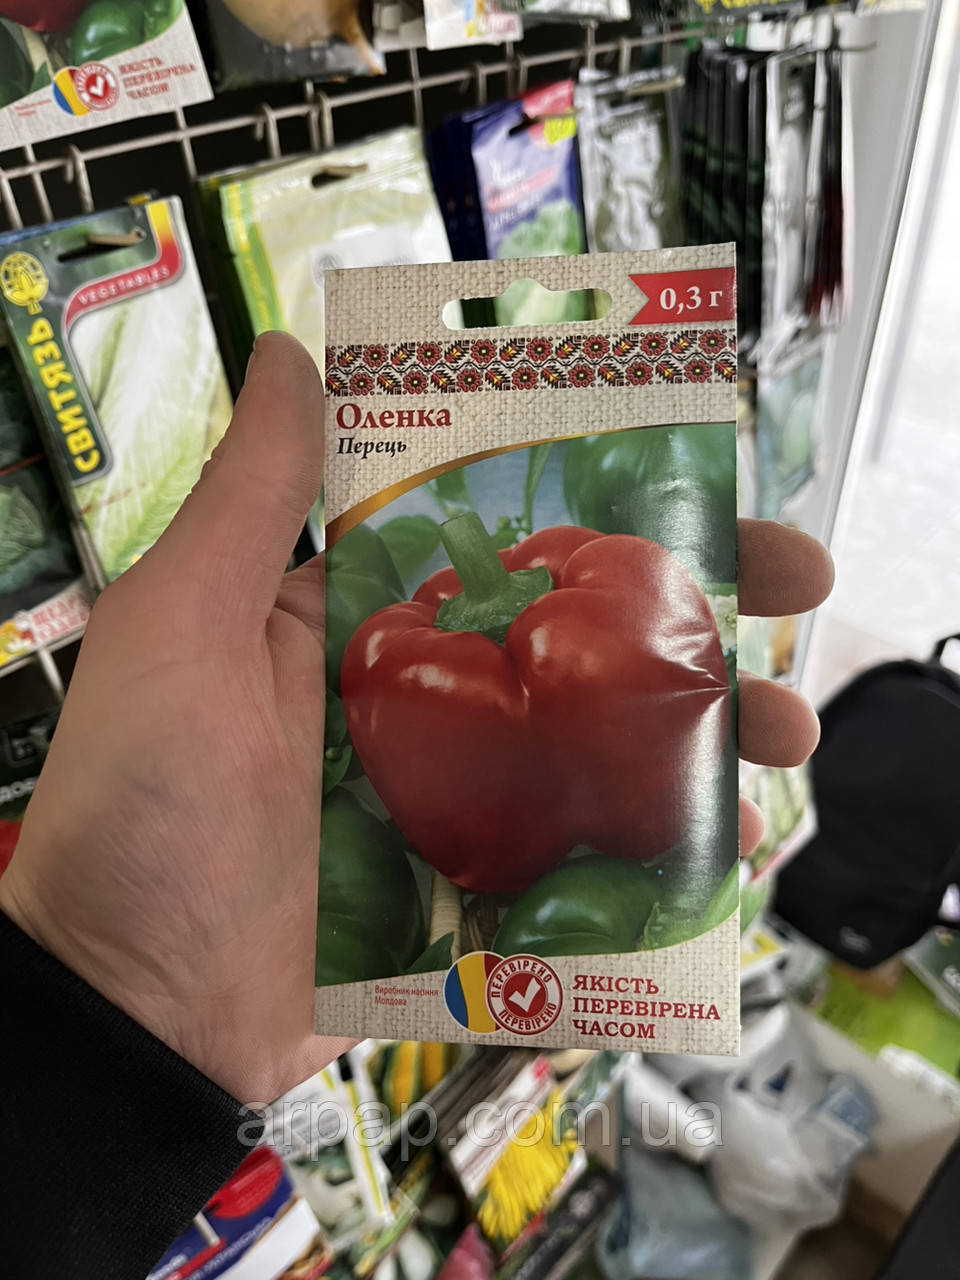 ЯКІСТЬ
ПЕРЕВІРЕНА
ЧАСОМ
VEGETABLES
СВИТЯЗЬ
0,3 г
Оленка
Перець
Виробник насіння
Молдова
ПЕРЕВІРЕНО
ПЕРЕВІРЕНО
ЯКІСТЬ
ПЕРЕВІРЕНА
ЧАСОМ
arpap.com.ua